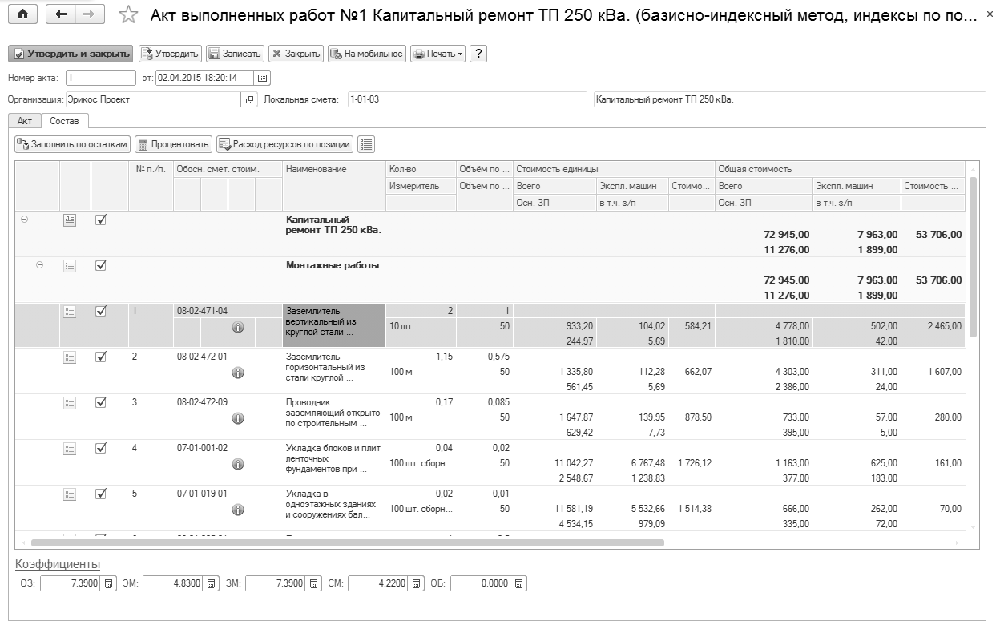 Акт выполненных работ №1 Капитальный ремонт ТП 250 кВа. (базисно-индексный метод, индексы по по...
Утвердить и закрыть Утвердить Записать Закрыть На мобильное Печать ?
Номер акта: 1 от: 02.04.2015 18:20:14
Организация: Эрикос Проект Локальная смета: 1-01-03 Капитальный ремонт ТП 250 кВа.
Акт Состав
Заполнить по остаткам Процентовать Расход ресурсов по позиции
№ п./п. Обосн. смет. стоим. Наименование Кол-во Объём по ... Стоимость единицы Общая стоимость
Измеритель Объем по ... Всего Экспл. машин Стоимо... Всего Экспл. машин Стоимость ...
Осн. ЗП в т.ч. з/п Осн. ЗП в т.ч. з/п
Капитальный
ремонт ТП 250 кВа.
72 945,00 7 963,00 53 706,00
11 276,00 1 899,00
Монтажные работы
72 945,00 7 963,00 53 706,00
11 276,00 1 899,00
1 08-02-471-04 Заземлитель 2 1
вертикальный из
10 шт. 50 933,20 104,02 584,21 4 778,00 502,00 2 465,00
круглой стали ...
244,97 5,69 1 810,00 42,00
2 08-02-472-01 Заземлитель 1,15 0,575
горизонтальный из
100 м 50 1 335,80 112,28 662,07 4 303,00 311,00 1 607,00
стали круглой ...
561,45 5,69 2 386,00 24,00
3 08-02-472-09 Проводник 0,17 0,085
заземляющий открыто
100 м 50 1 647,87 139,95 878,50 733,00 57,00 280,00
по строительным ...
629,42 7,73 395,00 5,00
4 07-01-001-02 Укладка блоков и плит 0,04 0,02
ленточных
100 шт. сборн... 50 11 042,27 6 767,48 1 726,12 1 163,00 625,00 161,00
фундаментов при ...
2 548,67 1 238,83 377,00 183,00
5 07-01-019-01 Укладка в 0,02 0,01
одноэтажных зданиях
100 шт. сборн... 50 11 581,19 5 532,66 1 514,38 666,00 262,00 70,00
и сооружениях бал...
4 534,15 979,09 335,00 72,00
Коэффициенты
ОЗ: 7,3900 ЭМ: 4,8300 ЗМ: 7,3900 СМ: 4,2200 ОБ: 0,0000